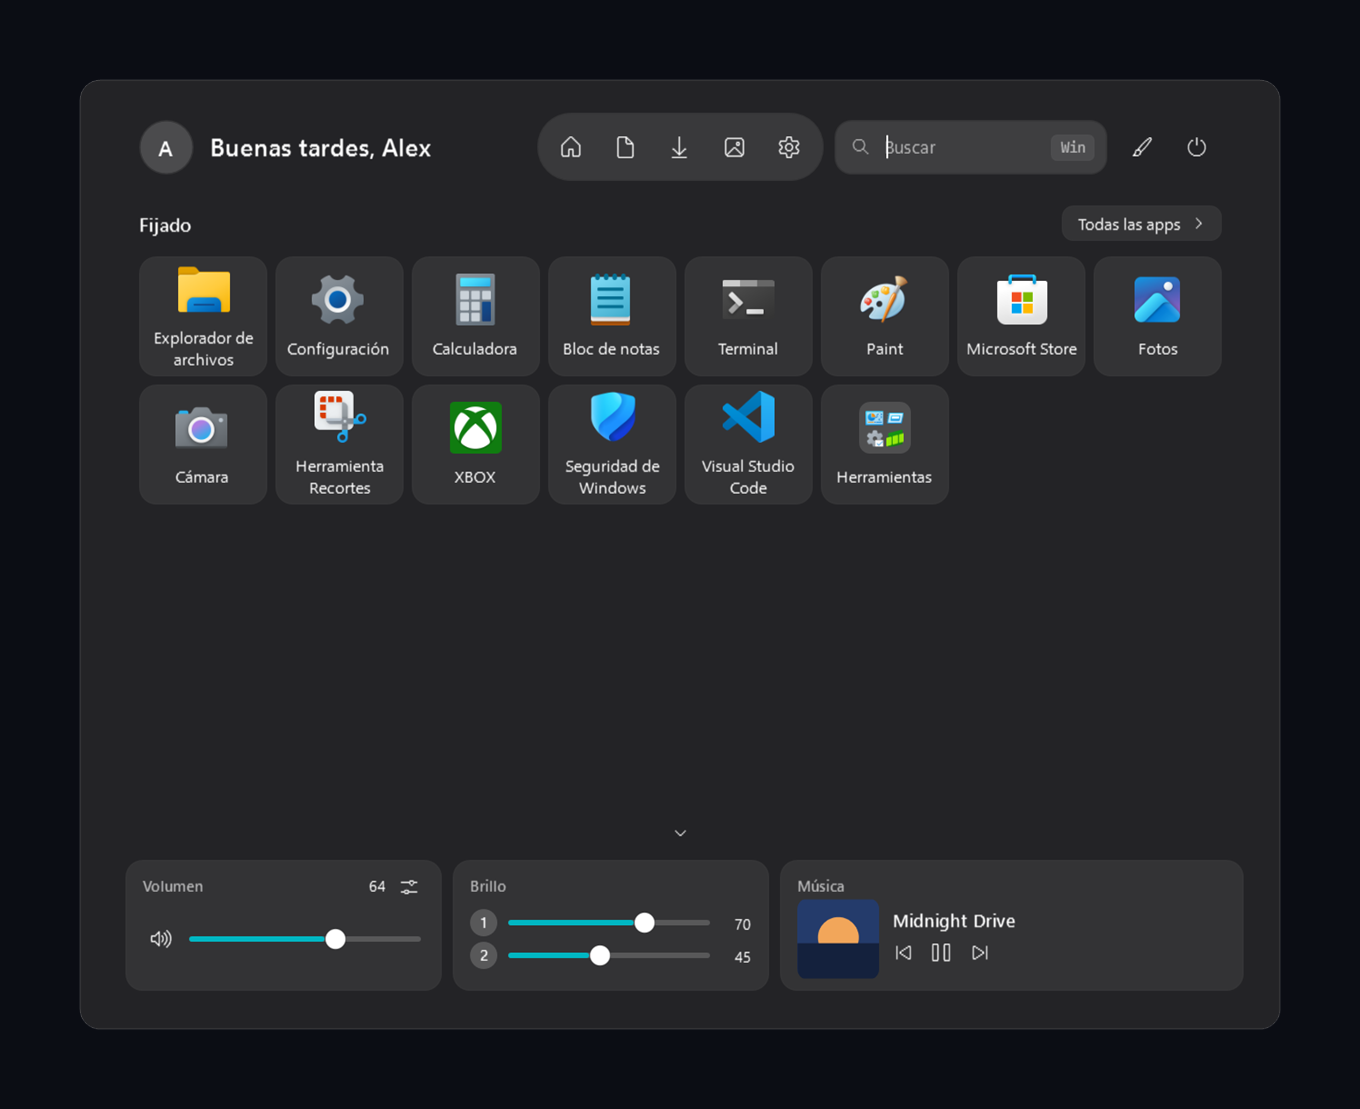 A
Buenas tardes, Alex
Buscar
Win
Fijado
Todas las apps
Explorador de
archivos
Configuración
Calculadora
Bloc de notas
Terminal
Paint
Microsoft Store
Fotos
Cámara
Herramienta
Recortes
XBOX
Seguridad de
Windows
Visual Studio
Code
Herramientas
Volumen
64
Brillo
1
70
2
45
Música
Midnight Drive